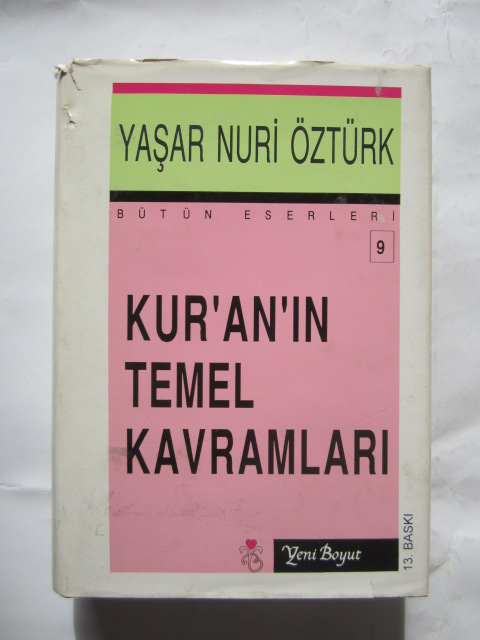 YAŞAR NURİ ÖZTÜRK
BÜTÜN ESERLERİ
9
KUR'AN'IN
TEMEL
KAVRAMLARI
Yeni Boyut
13. BASKI